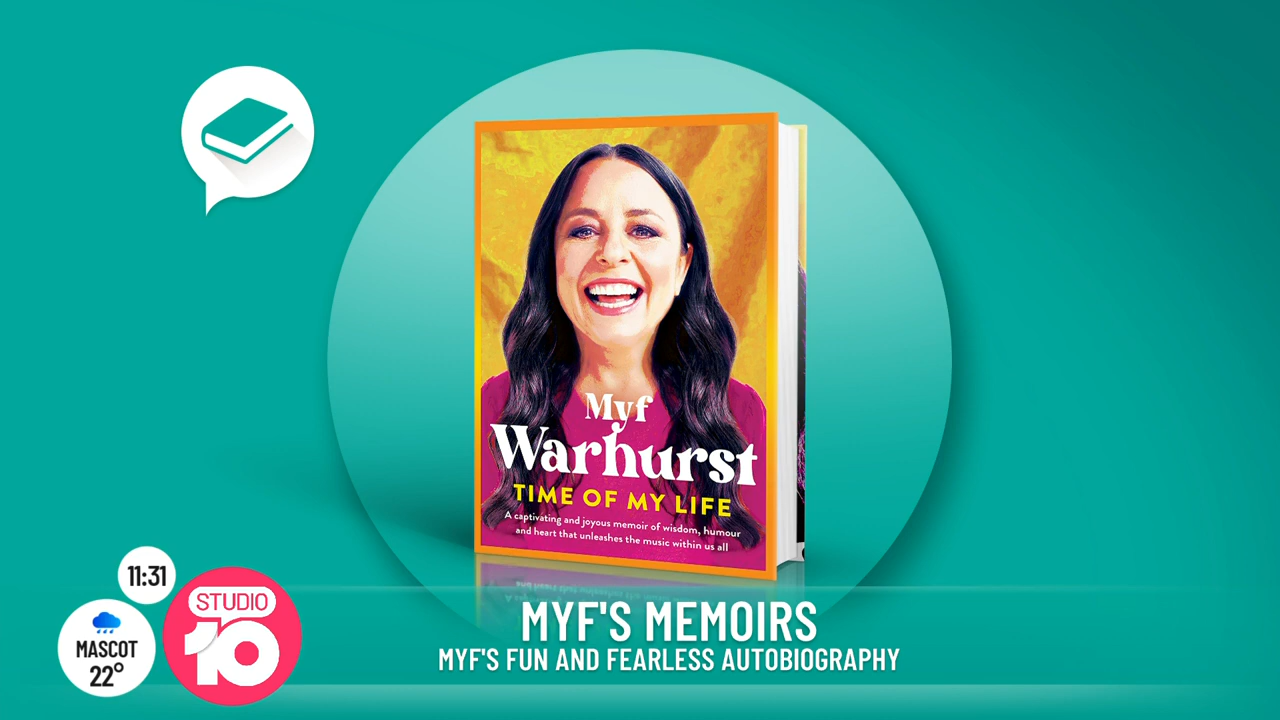 Myf
Warhurst
TIME OF MY LIFE
A captivating and joyous memoir of wisdom, humour
and heart that unleashes the music within us all
11:31
STUDIO
10
MASCOT
22°
MYF'S MEMOIRS
MYF'S FUN AND FEARLESS AUTOBIOGRAPHY